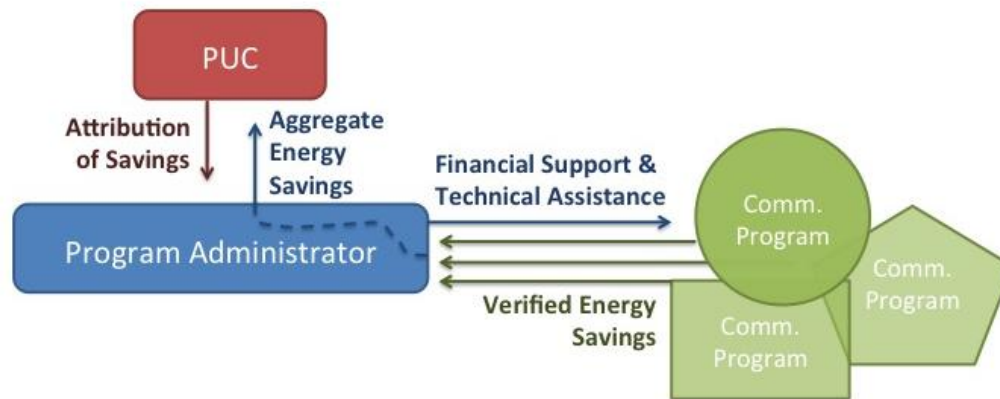 PUC
Attribution
of Savings
Aggregate
Energy
Savings
Financial Support &
Technical Assistance
Program Administrator
Comm.
Program
Comm.
Program
Verified Energy
Savings
Comm.
Program